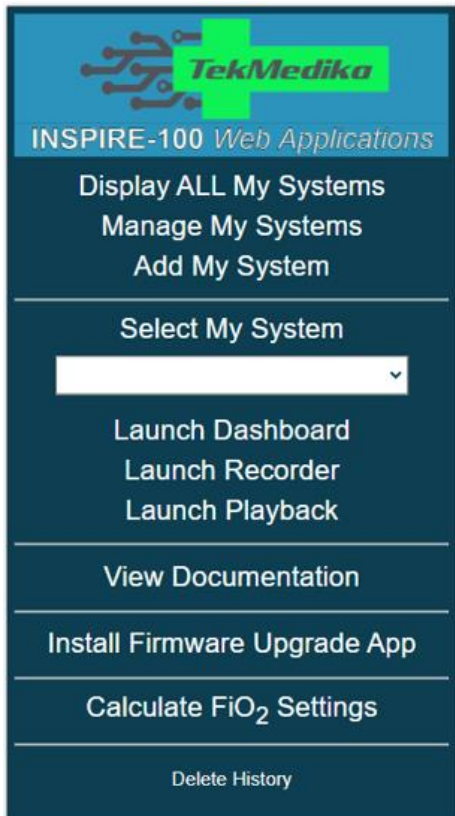 TekMedika
INSPIRE-100 Web Applications
Display ALL My Systems
Manage My Systems
Add My System
Select My System
Launch Dashboard
Launch Recorder
Launch Playback
View Documentation
Install Firmware Upgrade App
Calculate FiO₂ Settings
Delete History